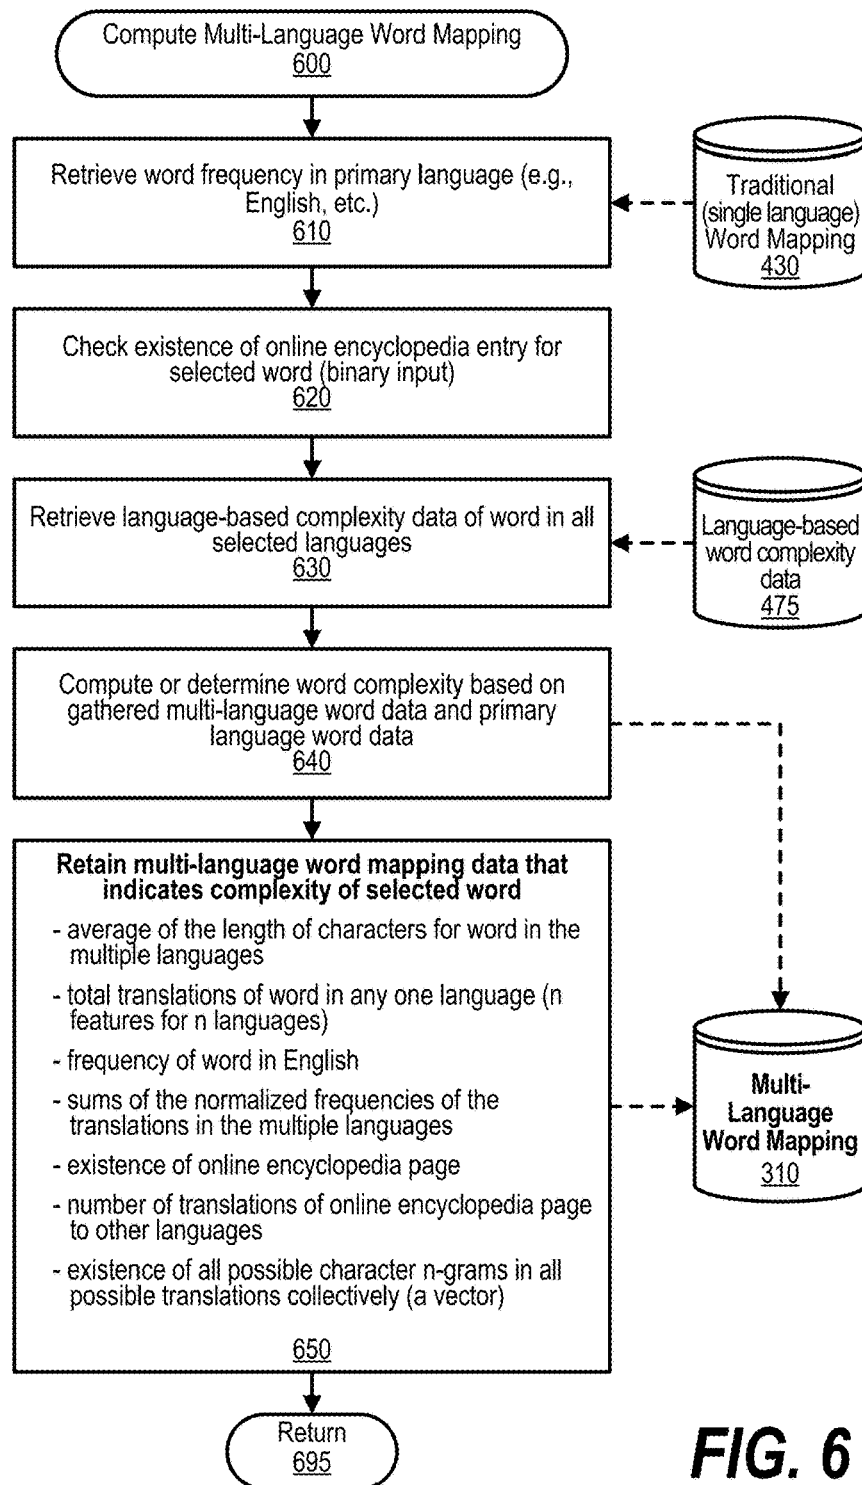 Compute Multi-Language Word Mapping
600
Retrieve word frequency in primary language (e.g.,
English, etc.)
610
Traditional
(single language)
Word Mapping
430
Check existence of online encyclopedia entry for
selected word (binary input)
620
Retrieve language-based complexity data of word in all
selected languages
630
Language-based
word complexity
data
475
Compute or determine word complexity based on
gathered multi-language word data and primary
language word data
640
Retain multi-language word mapping data that
indicates complexity of selected word
- average of the length of characters for word in the
multiple languages
- total translations of word in any one language (n
features for n languages)
- frequency of word in English
- sums of the normalized frequencies of the
translations in the multiple languages
- existence of online encyclopedia page
- number of translations of online encyclopedia page
to other languages
- existence of all possible character n-grams in all
possible translations collectively (a vector)
650
Multi-
Language
Word Mapping
310
Return
695
FIG. 6